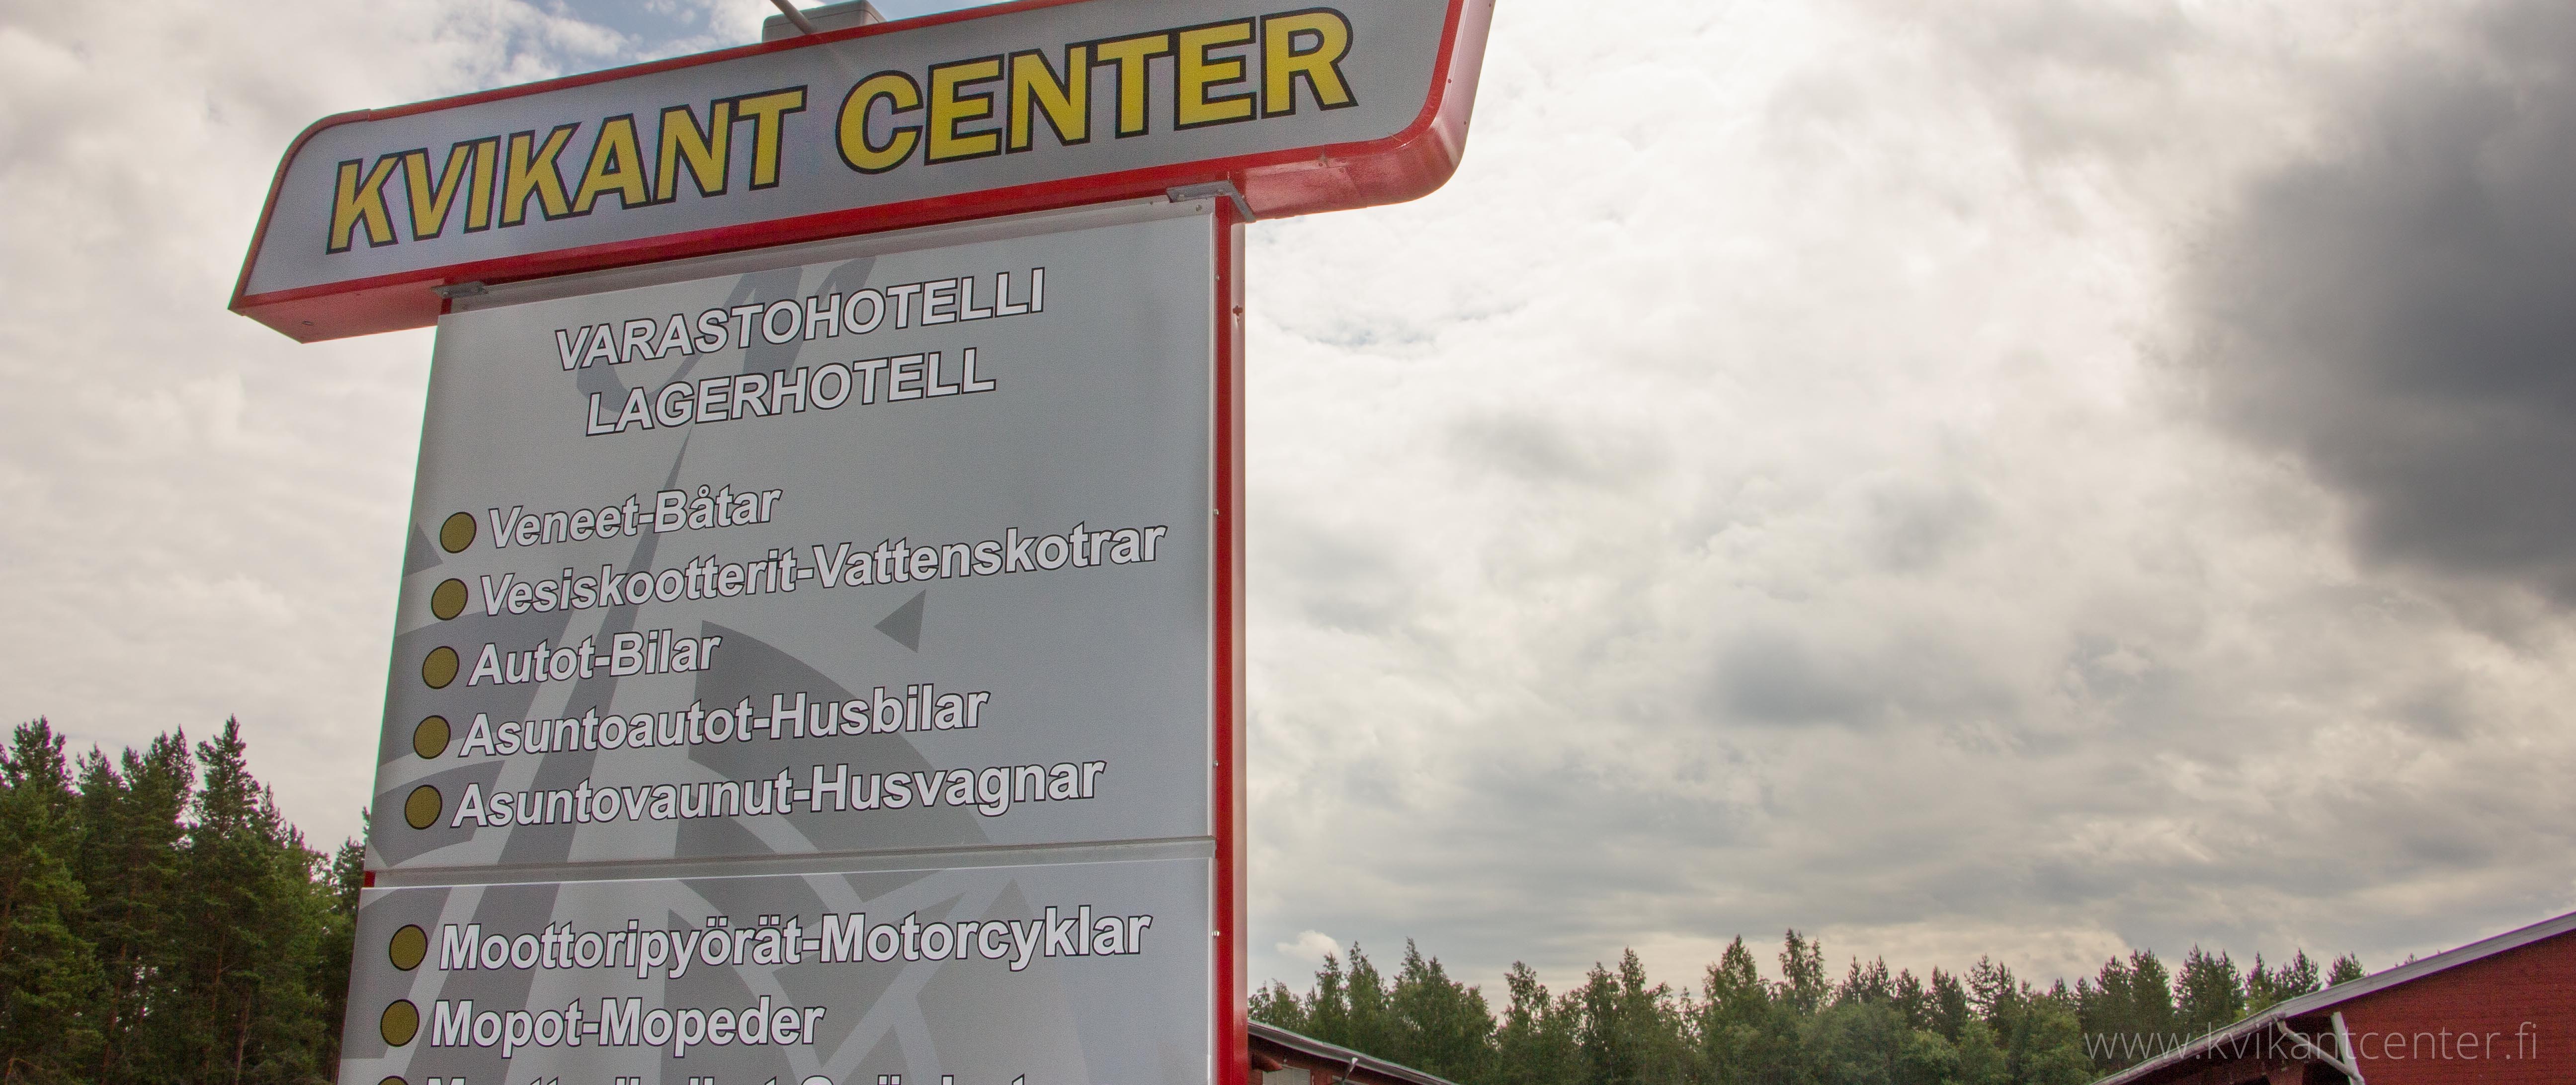 KVIKANT CENTER
VARASTOHOTELLI
LAGERHOTELL
Veneet-Båtar
Vesiskootterit-Vattenskotrar
Autot-Bilar
Asuntoautot-Husbilar
Asuntovaunut-Husvagnar
Moottoripyörät-Motorcyklar
Mopot-Mopeder
www.kvikantcenter.fi